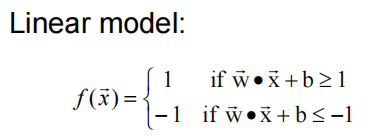 Linear model:
1 if w⃗ • x⃗ + b ≥ 1
f(x⃗) = {
−1 if w⃗ • x⃗ + b ≤ −1